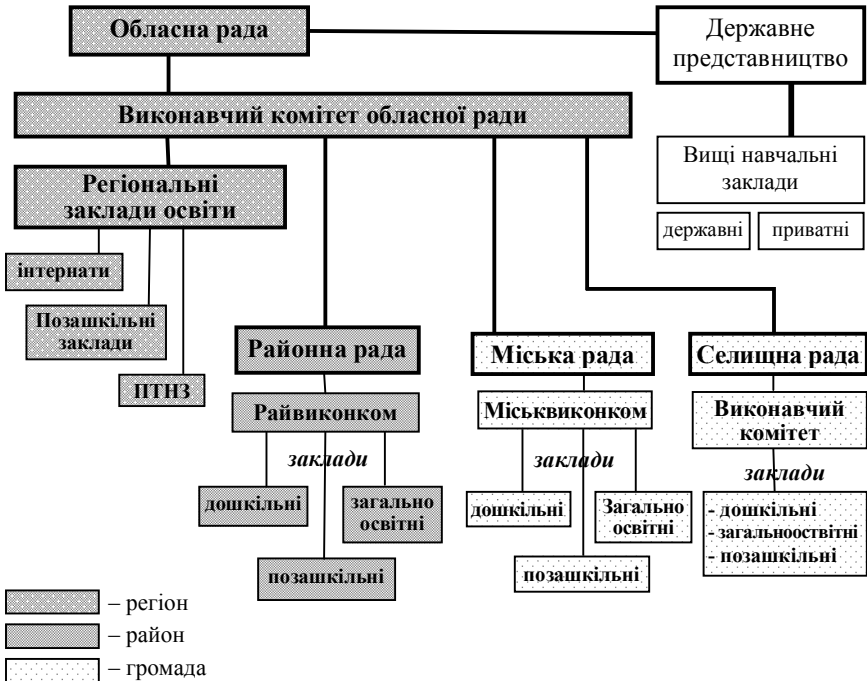 Обласна рада
Державне
представництво
Виконавчий комітет обласної ради
Вищі навчальні
заклади
державні
приватні
Регіональні
заклади освіти
інтернати
Позашкільні
заклади
ПТНЗ
Районна рада
Міська рада
Селищна рада
Райвиконком
Міськвиконком
Виконавчий
комітет
заклади
заклади
заклади
дошкільні
загально
освітні
позашкільні
дошкільні
Загально
освітні
позашкільні
- дошкільні
- загальнооствітні
- позашкільні
– регіон
– район
– громада